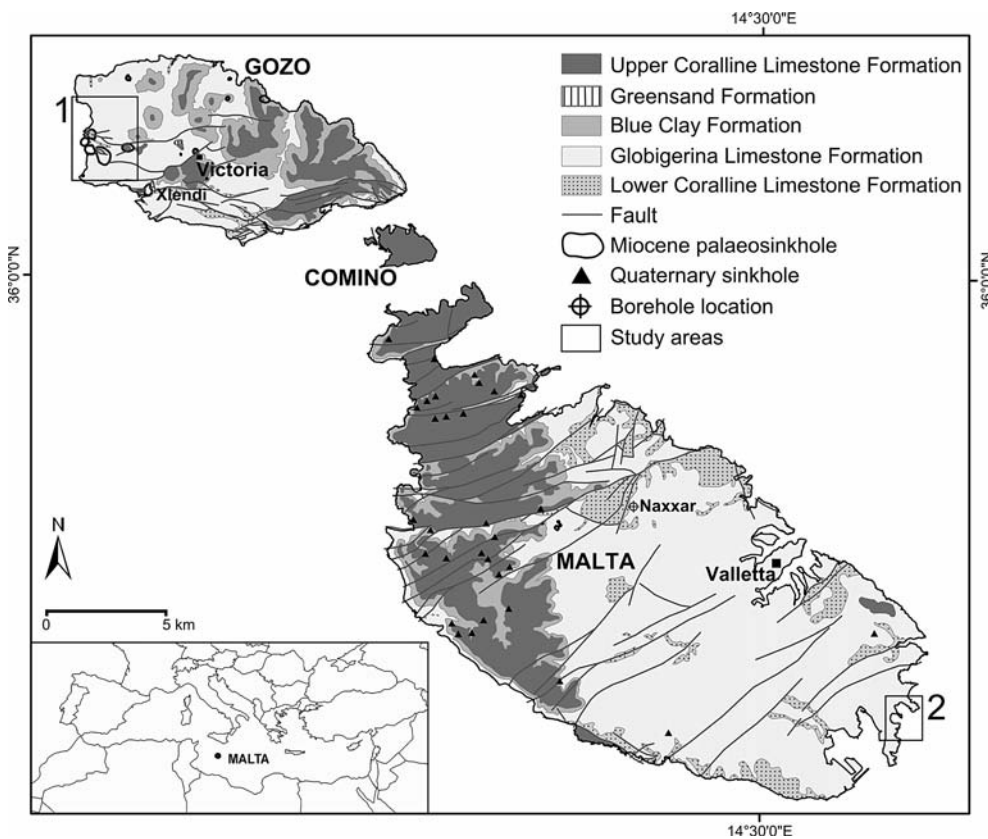 14°30'0"E
GOZO
1
Victoria
Xlendi
COMINO
36°0'0"N
36°0'0"N
Upper Coralline Limestone Formation
Greensand Formation
Blue Clay Formation
Globigerina Limestone Formation
Lower Coralline Limestone Formation
Fault
Miocene palaeosinkhole
Quaternary sinkhole
Borehole location
Study areas
Naxxar
MALTA
Valletta
2
N
0 5 km
MALTA
14°30'0"E